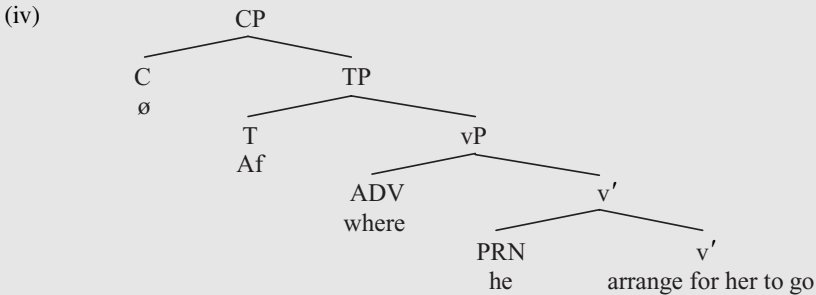 (iv)
CP
C TP
ø
T vP
Af
ADV v′
where
PRN v′
he arrange for her to go